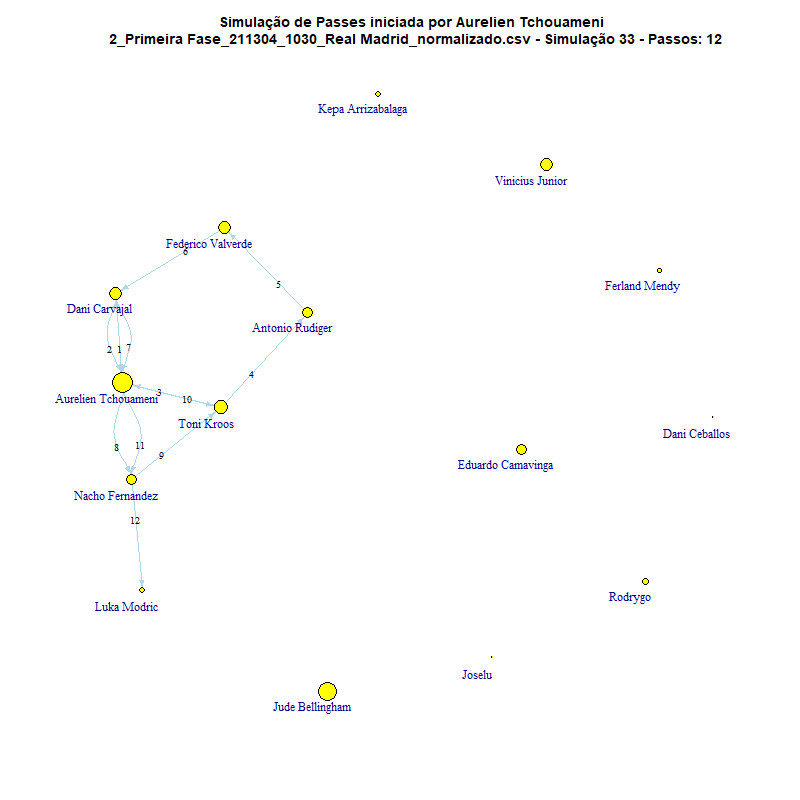 Simulação de Passes iniciada por Aurelien Tchouameni
2_Primeira Fase_211304_1030_Real Madrid_normalizado.csv - Simulação 33 - Passos: 12
Kepa Arrizabalaga
Vinicius Junior
Federico Valverde
6
Ferland Mendy
5
Dani Carvajal
Antonio Rudiger
2
1
7
4
Aurelien Tchouameni
3
10
Toni Kroos
Dani Ceballos
8
11
9
Eduardo Camavinga
Nacho Fernandez
12
Luka Modric
Rodrygo
Joselu
Jude Bellingham